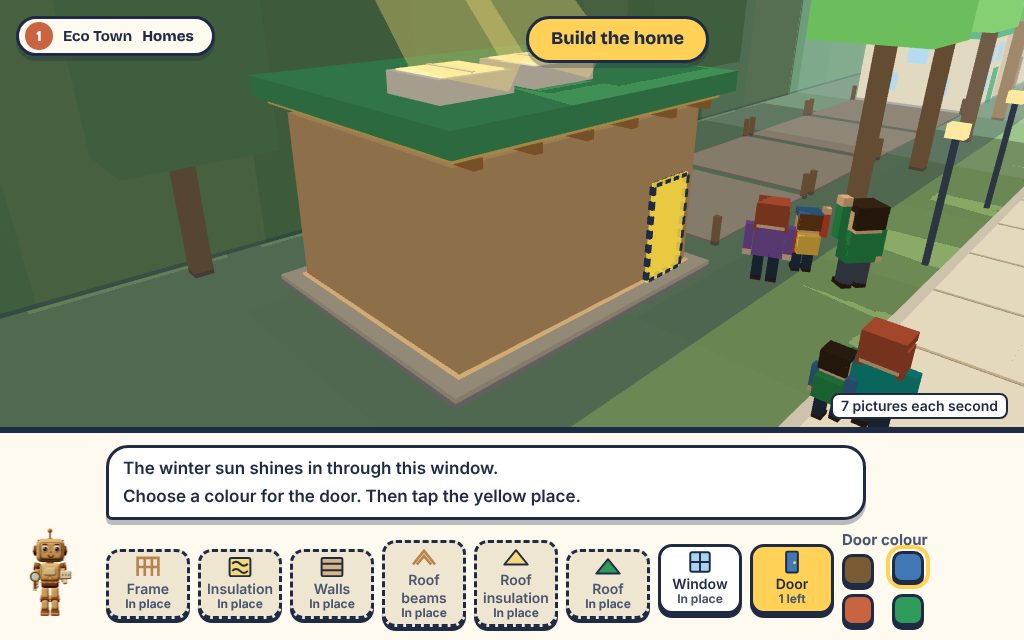 1 Eco Town Homes
Build the home
7 pictures each second
The winter sun shines in through this window.
Choose a colour for the door. Then tap the yellow place.
Frame
In place
Insulation
In place
Walls
In place
Roof
beams
In place
Roof
insulation
In place
Roof
In place
Window
In place
Door
1 left
Door colour